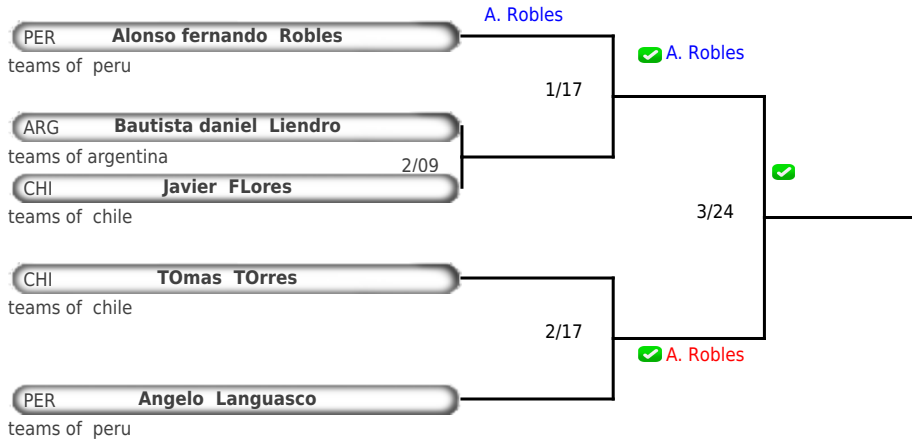 A. Robles
PER Alonso fernando Robles
teams of peru
A. Robles
1/17
ARG Bautista daniel Liendro
teams of argentina
2/09
CHI Javier FLores
teams of chile
3/24
CHI TOmas TOrres
teams of chile
2/17
A. Robles
PER Angelo Languasco
teams of peru